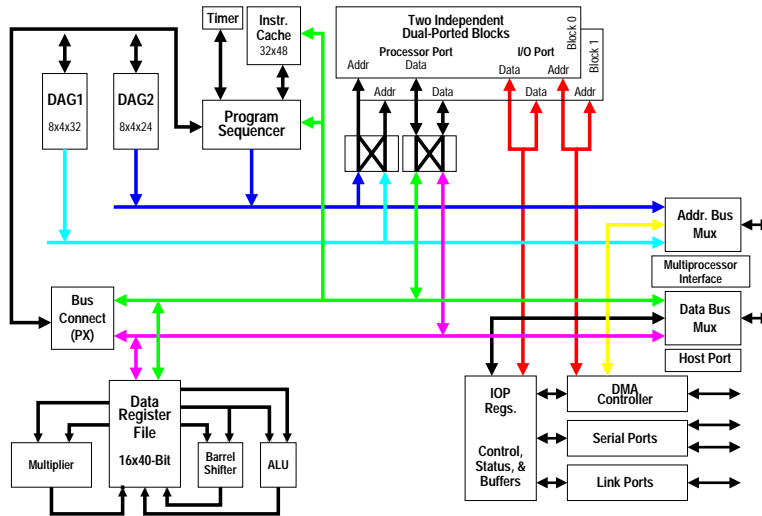 Timer
Instr.
Cache
32x48
Two Independent
Dual-Ported Blocks
Processor Port
I/O Port
Block 0
Block 1
Addr
Data
Data
Addr
Addr
Data
Data
Addr
DAG1
8x4x32
DAG2
8x4x24
Program
Sequencer
Addr. Bus
Mux
Multiprocessor
Interface
Bus
Connect
(PX)
Data Bus
Mux
Host Port
Data
Register
File
16x40-Bit
Multiplier
Barrel
Shifter
ALU
IOP
Regs.
Control,
Status, &
Buffers
DMA
Controller
Serial Ports
Link Ports